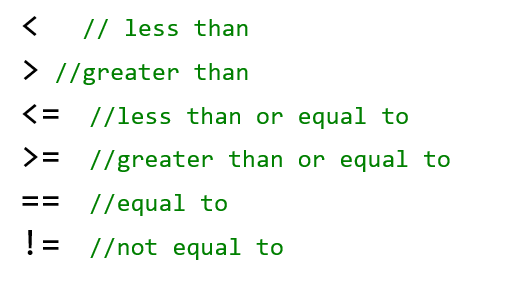 < // less than
> //greater than
<= //less than or equal to
>= //greater than or equal to
== //equal to
!= //not equal to